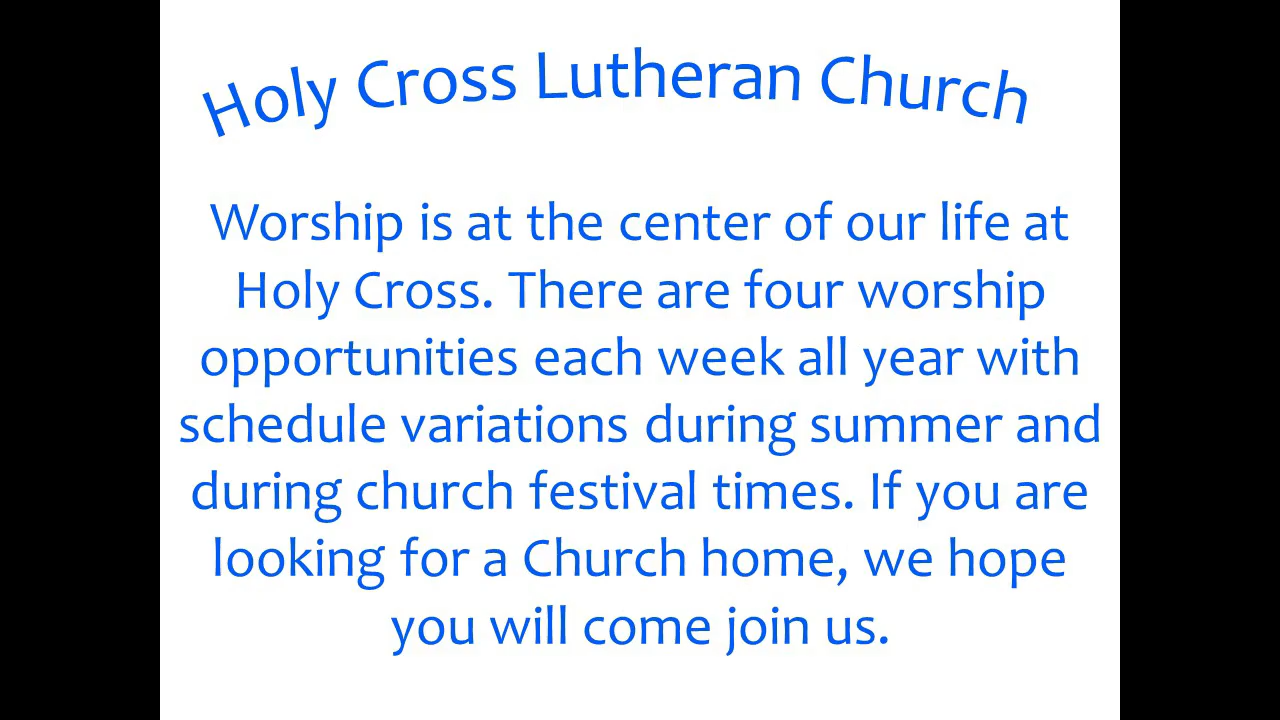 Holy Cross Lutheran Church
Worship is at the center of our life at
Holy Cross. There are four worship
opportunities each week all year with
schedule variations during summer and
during church festival times. If you are
looking for a Church home, we hope
you will come join us.